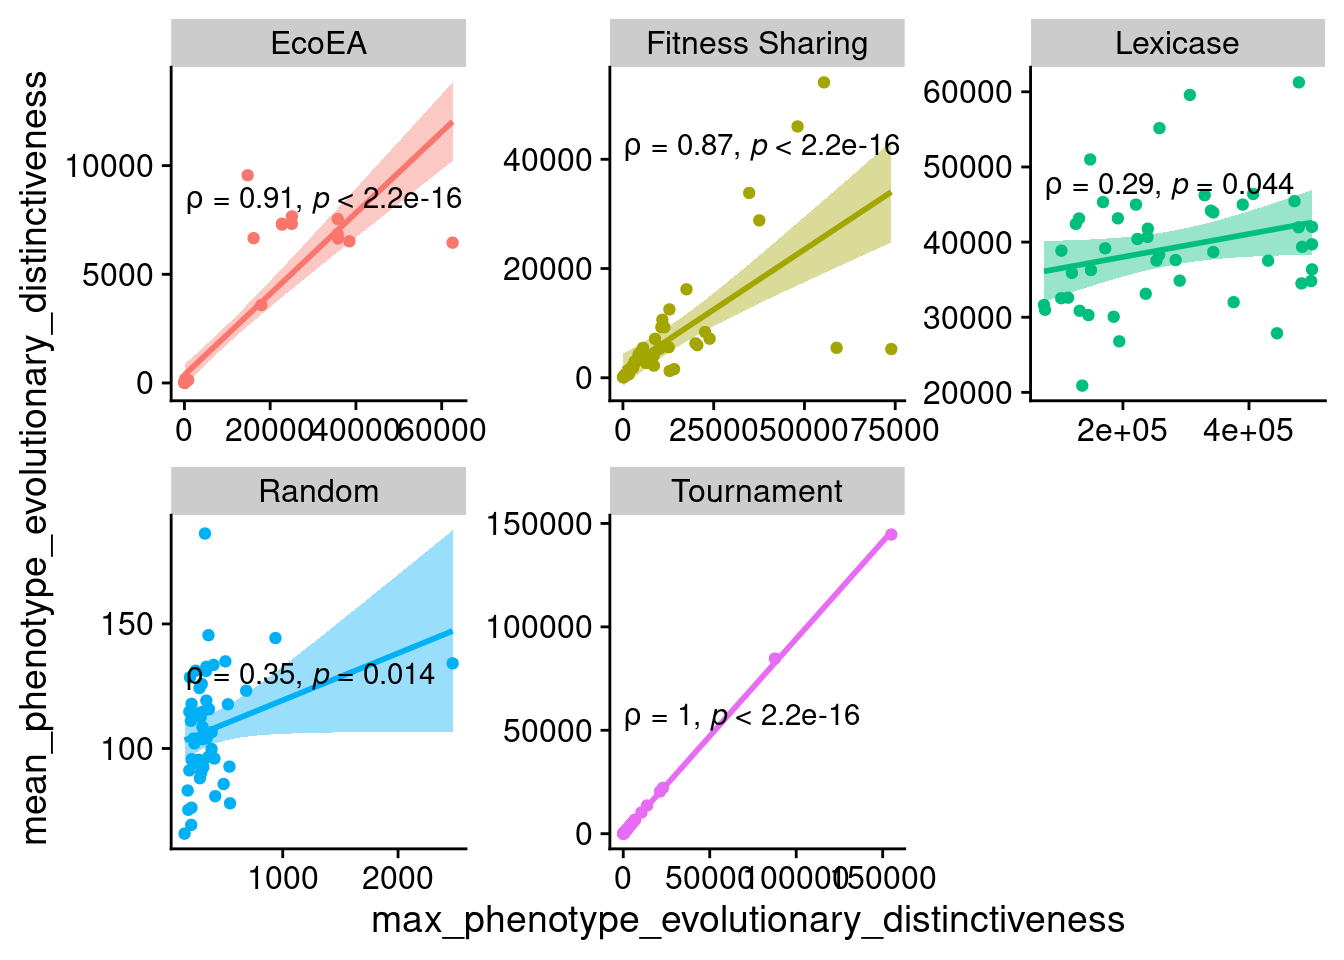 mean_phenotype_evolutionary_distinctiveness
EcoEA
ρ = 0.91, p < 2.2e-16
10000
5000
0
0 20000 40000 60000
Fitness Sharing
ρ = 0.87, p < 2.2e-16
40000
20000
0
0 25000 50000 75000
Lexicase
ρ = 0.29, p = 0.044
60000
50000
40000
30000
20000
2e+05 4e+05
Random
ρ = 0.35, p = 0.014
150
100
1000 2000
Tournament
ρ = 1, p < 2.2e-16
150000
100000
50000
0
0 50000 100000 150000
max_phenotype_evolutionary_distinctiveness